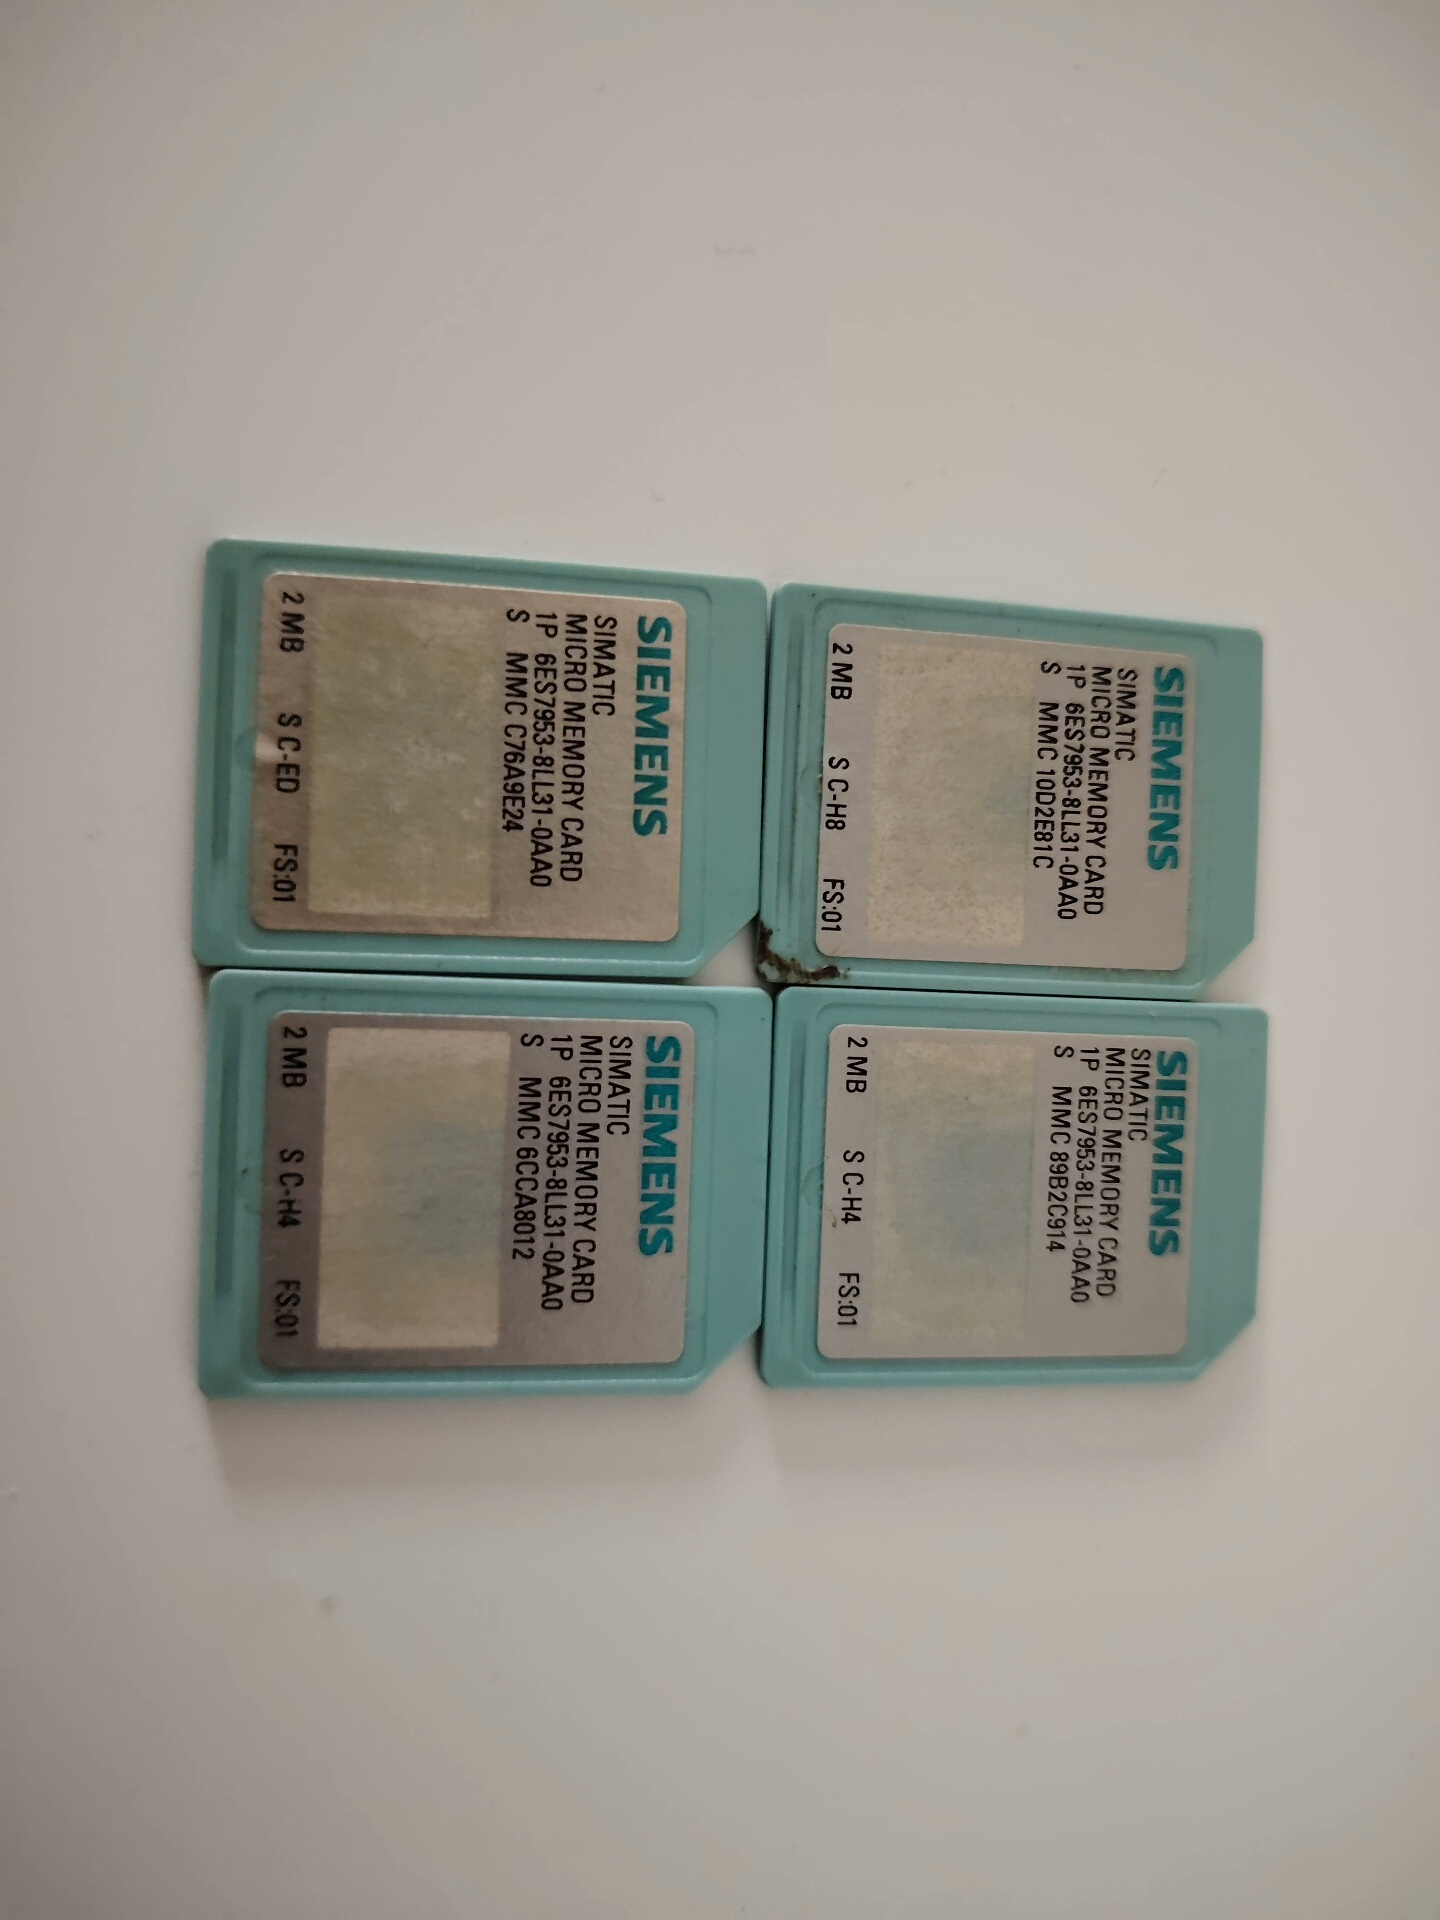 SIEMENS
SIMATIC
MICRO MEMORY CARD
1P 6ES7953-8LL31-0AA0
S MMC 10D2E81C
2 MB S C-H8 FS:01
SIEMENS
SIMATIC
MICRO MEMORY CARD
1P 6ES7953-8LL31-0AA0
S MMC 89B2C914
2 MB S C-H4 FS:01
SIEMENS
SIMATIC
MICRO MEMORY CARD
1P 6ES7953-8LL31-0AA0
S MMC C76A9E24
2 MB S C-ED FS:01
SIEMENS
SIMATIC
MICRO MEMORY CARD
1P 6ES7953-8LL31-0AA0
S MMC 6CCA8012
2 MB S C-H4 FS:01